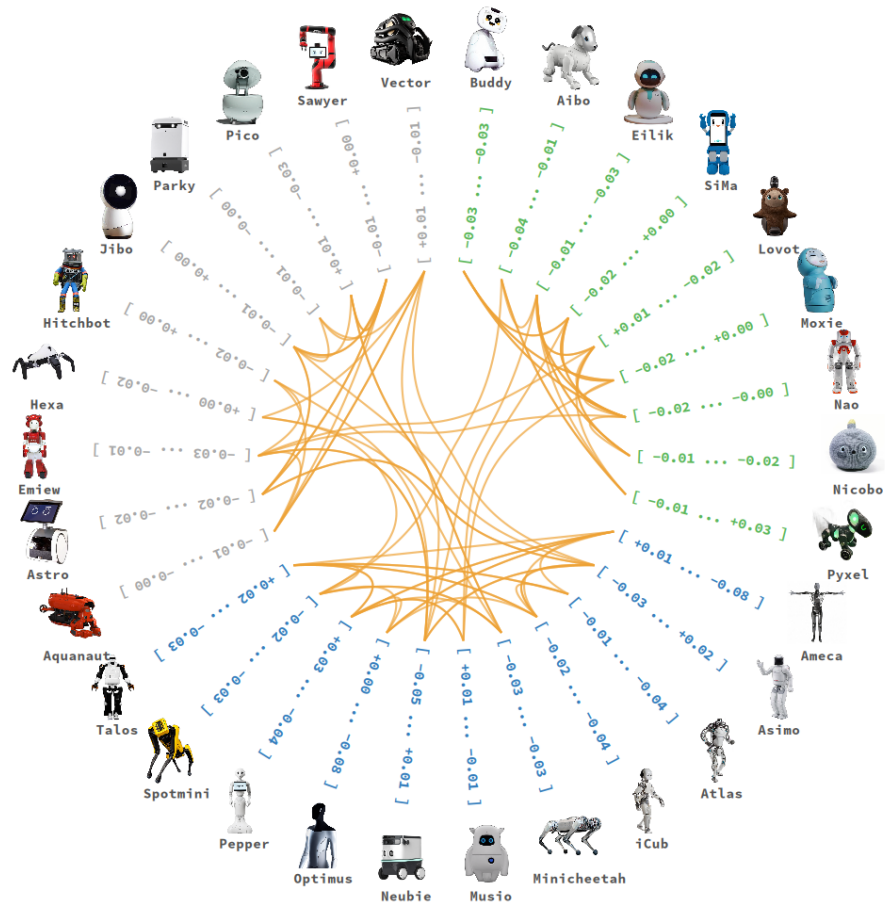 Buddy
[ -0.03 ... -0.03 ]
Aibo
[ -0.04 ... -0.01 ]
Eilik
[ -0.01 ... -0.03 ]
SiMa
[ -0.02 ... +0.00 ]
Lovot
[ +0.01 ... -0.02 ]
Moxie
[ -0.02 ... +0.00 ]
Nao
[ -0.02 ... -0.00 ]
Nicobo
[ -0.01 ... -0.02 ]
Pyxel
[ -0.01 ... +0.03 ]
Ameca
[ +0.01 ... -0.08 ]
Asimo
[ -0.03 ... +0.02 ]
Atlas
[ -0.01 ... -0.04 ]
iCub
[ -0.02 ... -0.04 ]
Minicheetah
[ -0.03 ... -0.03 ]
Musio
[ +0.01 ... -0.01 ]
Neubie
[ -0.05 ... +0.01 ]
Optimus
[ +0.00 ... -0.08 ]
Pepper
[ +0.03 ... -0.04 ]
Spotmini
[ -0.02 ... -0.03 ]
Talos
[ +0.02 ... -0.03 ]
Aquanaut
[ -0.01 ... -0.00 ]
Astro
[ -0.02 ... -0.02 ]
Emiew
[ -0.03 ... -0.01 ]
Hexa
[ +0.00 ... -0.02 ]
Hitchbot
[ -0.02 ... +0.00 ]
Jibo
[ -0.01 ... +0.00 ]
Parky
[ -0.01 ... -0.00 ]
Pico
[ +0.01 ... -0.03 ]
Sawyer
[ -0.01 ... +0.00 ]
Vector
[ +0.01 ... -0.01 ]